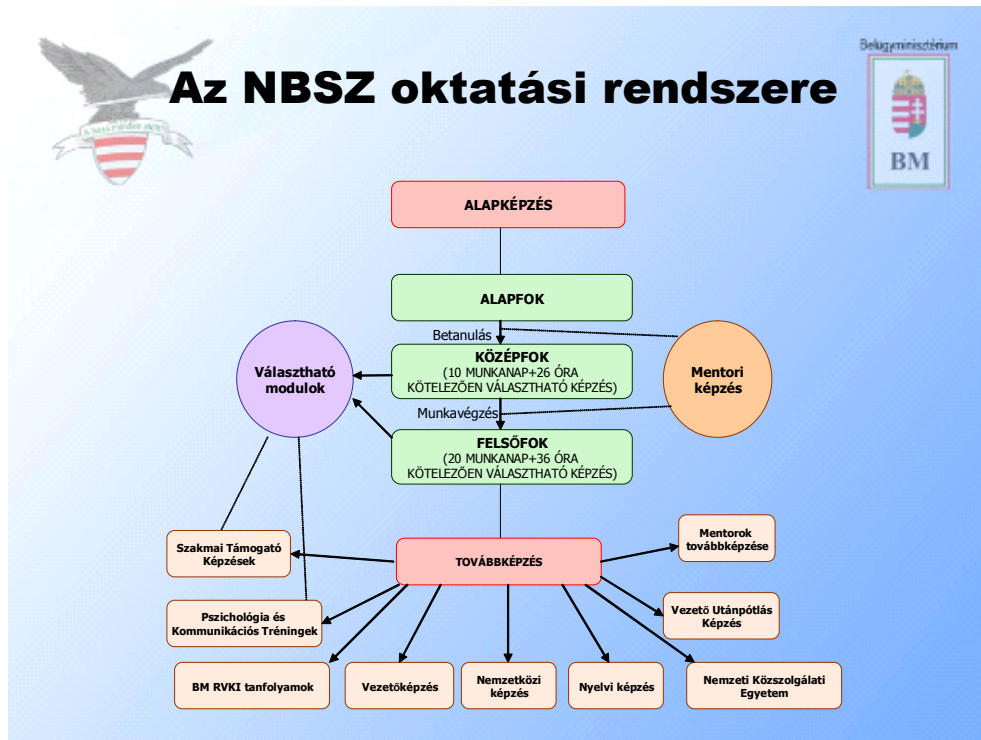 Belügyminisztérium
Az NBSZ oktatási rendszere
BM
ALAPKÉPZÉS
ALAPFOK
Betanulás
Választható
modulok
KÖZÉPFOK
(10 MUNKANAP+26 ÓRA
KÖTELEZŐEN VÁLASZTHATÓ KÉPZÉS)
Mentori
képzés
Munkavégzés
FELSŐFOK
(20 MUNKANAP+36 ÓRA
KÖTELEZŐEN VÁLASZTHATÓ KÉPZÉS)
Szakmai Támogató
Képzések
TOVÁBBKÉPZÉS
Mentorok
továbbképzése
Pszichológia és
Kommunikációs Tréningek
Vezető Utánpótlás
Képzés
BM RVKI tanfolyamok
Vezetőképzés
Nemzetközi
képzés
Nyelvi képzés
Nemzeti Közszolgálati
Egyetem